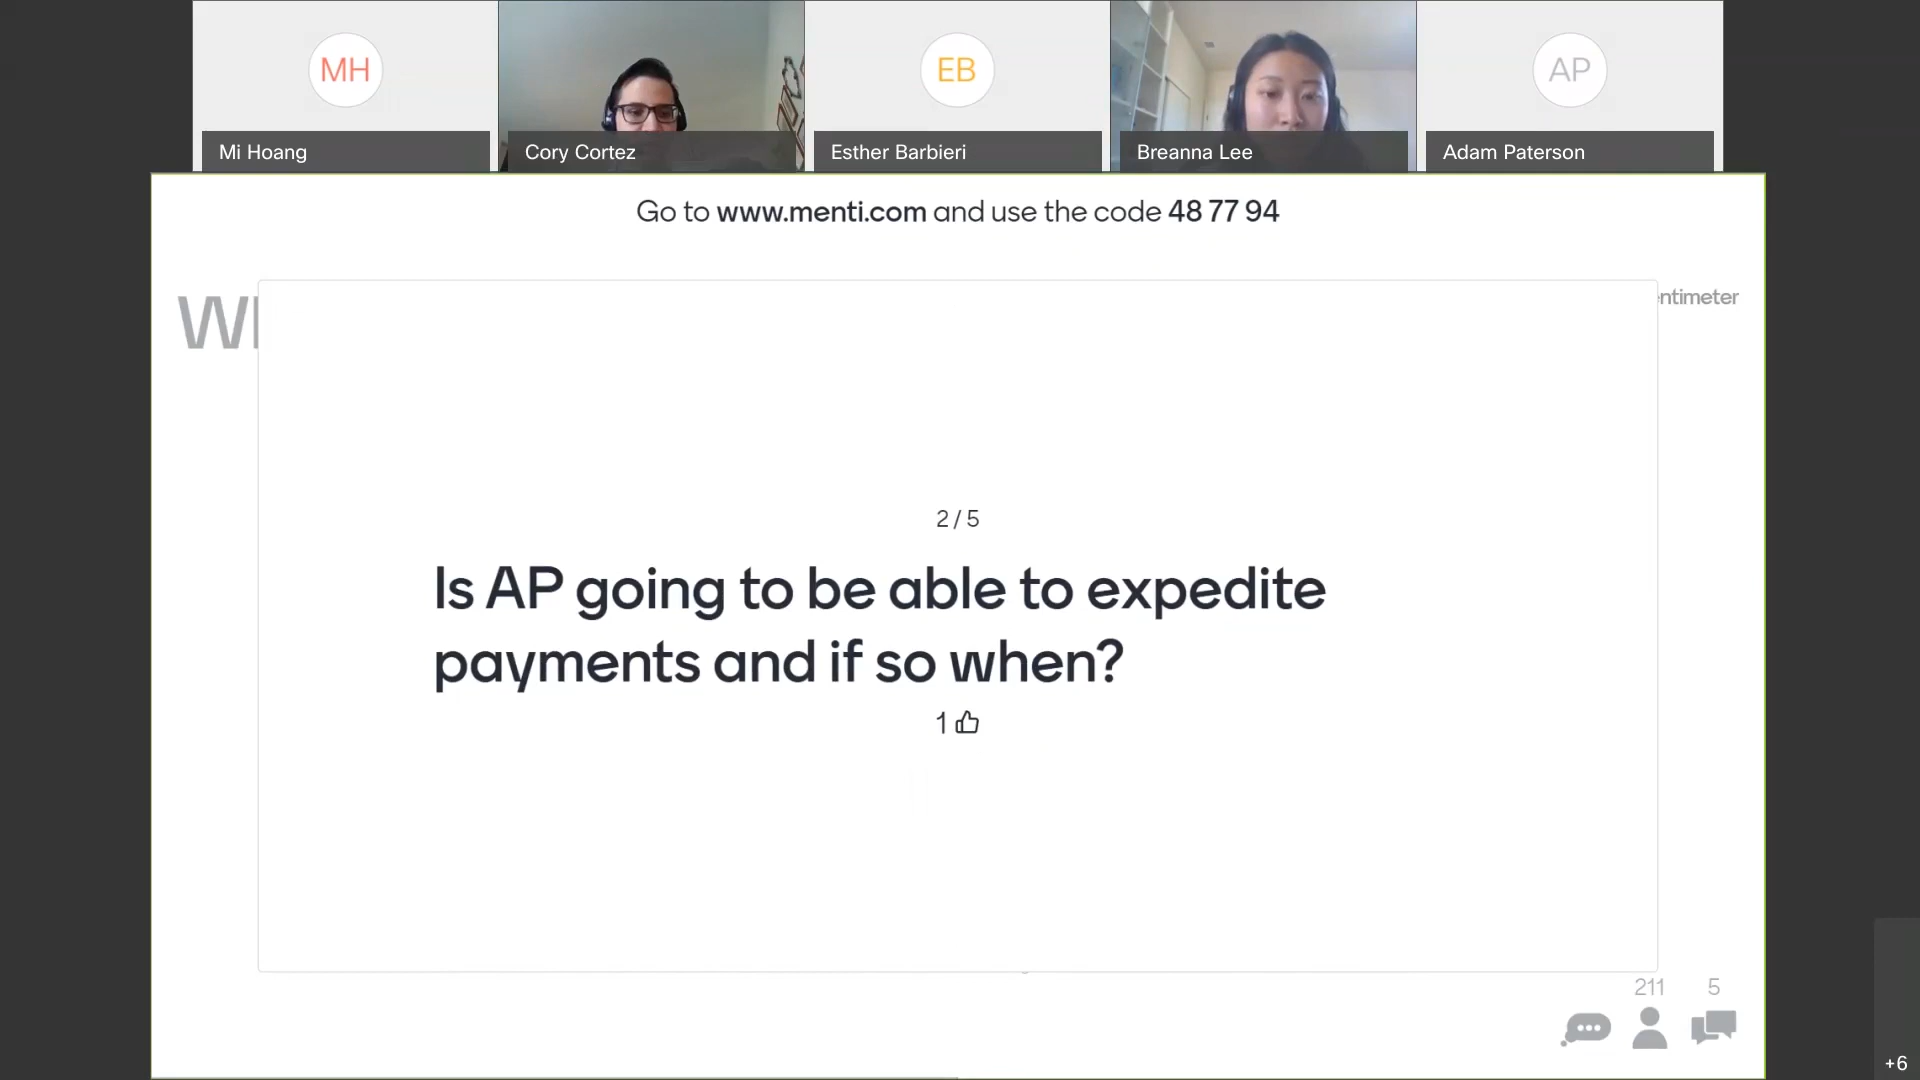 MH
EB
AP
Mi Hoang
Cory Cortez
Esther Barbieri
Breanna Lee
Adam Paterson
Go to www.menti.com and use the code 48 77 94
ntimeter
2 / 5
Is AP going to be able to expedite
payments and if so when?
1
211
5
+6